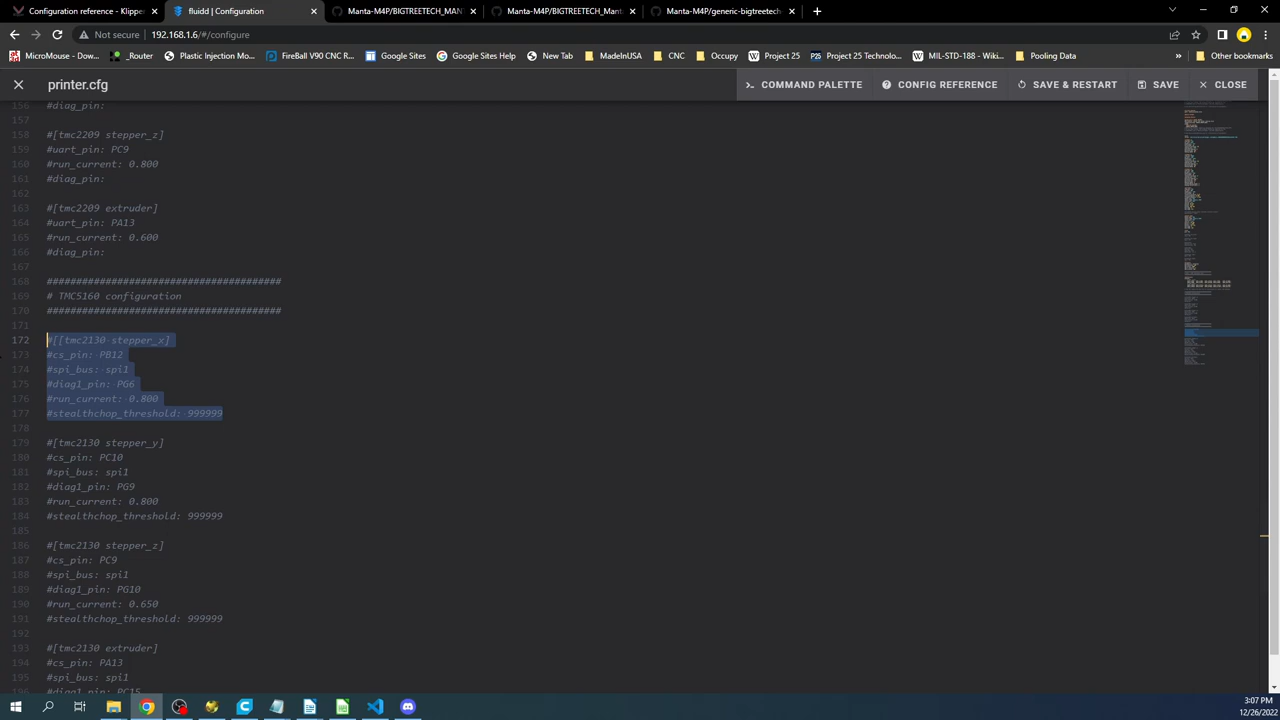 Configuration reference - Klipper
fluidd | Configuration
Manta-M4P/BIGTREETECH_MANT
Manta-M4P/BIGTREETECH_Manta
Manta-M4P/generic-bigtreetech
Not secure 192.168.1.6/#/configure
MicroMouse - Dow...
_Router
Plastic Injection Mo...
FireBall V90 CNC R...
Google Sites
Google Sites Help
New Tab
MadeInUSA
CNC
Occupy
Project 25
Project 25 Technolo...
MIL-STD-188 - Wiki...
Pooling Data
»
Other bookmarks
printer.cfg
COMMAND PALETTE
CONFIG REFERENCE
SAVE & RESTART
SAVE
CLOSE
156 #diag_pin:
157
158 #[tmc2209 stepper_z]
159 #uart_pin: PC9
160 #run_current: 0.800
161 #diag_pin:
162
163 #[tmc2209 extruder]
164 #uart_pin: PA13
165 #run_current: 0.600
166 #diag_pin:
167
168 ########################################
169 # TMC5160 configuration
170 ########################################
171
172 #[[tmc2130 stepper_x]
173 #cs_pin: PB12
174 #spi_bus: spi1
175 #diag1_pin: PG6
176 #run_current: 0.800
177 #stealthchop_threshold: 999999
178
179 #[tmc2130 stepper_y]
180 #cs_pin: PC10
181 #spi_bus: spi1
182 #diag1_pin: PG9
183 #run_current: 0.800
184 #stealthchop_threshold: 999999
185
186 #[tmc2130 stepper_z]
187 #cs_pin: PC9
188 #spi_bus: spi1
189 #diag1_pin: PG10
190 #run_current: 0.650
191 #stealthchop_threshold: 999999
192
193 #[tmc2130 extruder]
194 #cs_pin: PA13
195 #spi_bus: spi1
196 #diag1_pin: PC15
3:07 PM
12/26/2022